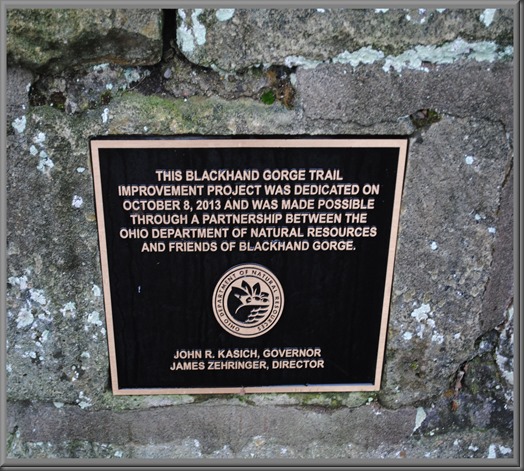 THIS BLACKHAND GORGE TRAIL
IMPROVEMENT PROJECT WAS DEDICATED ON
OCTOBER 8, 2013 AND WAS MADE POSSIBLE
THROUGH A PARTNERSHIP BETWEEN THE
OHIO DEPARTMENT OF NATURAL RESOURCES
AND FRIENDS OF BLACKHAND GORGE.
OHIO DEPARTMENT OF NATURAL RESOURCES
JOHN R. KASICH, GOVERNOR
JAMES ZEHRINGER, DIRECTOR